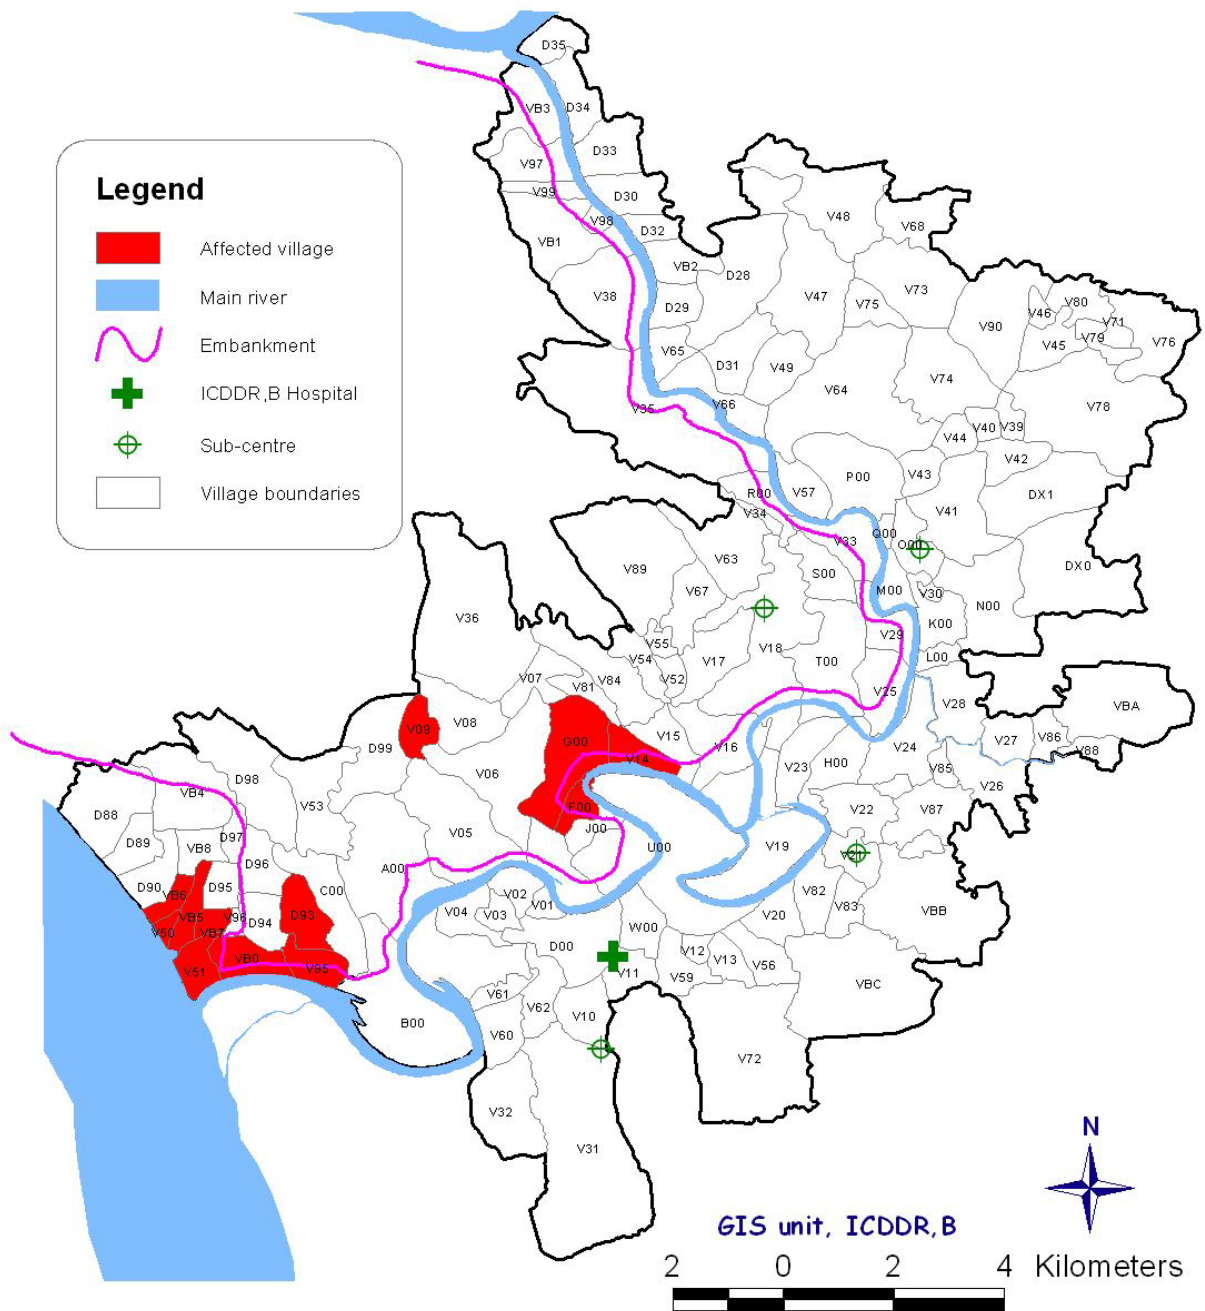 D35
VB3 D34
D33
V97
V99 D30
V98
D32
VB1
VB2
D28
V38
D29
V65
D31
V49
V35
V66
V48
V68
V47
V75
V73
V90
V46
V80
V71
V79
V45
V76
V64
V74
V78
V40 V39
V44
V42
V43
P00
DX1
V41
R00
V57
V34
V33
Q00
O00
V63
V89
S00
DX0
V67
M00
V30
N00
K00
V36
V55
V29
V54
V17
V18
T00
L00
V52
V07
V84
V81
V25
V28
VBA
V09
V08
V15
V16
G00
V14
V24
V27
V86
V88
D99
D98
V06
V23
H00
V85
V26
VB4
V53
F00
V22
V87
D88
D97
V05
J00
D89
VB8
D96
U00
V19
V21
A00
D90
D95
C00
VB6
V02
V82
VB5
V96
D94
D93
V04
V03
V01
V20
V83
VBB
V50
VB7
W00
D00
V12
V13
V56
V51
VB0
V95
V11
V59
VBC
V61
V62
V10
B00
V60
V72
V32
V31
Legend
Affected village
Main river
Embankment
ICDDR,B Hospital
Sub-centre
Village boundaries
N
GIS unit, ICDDR,B
2 0 2 4 Kilometers